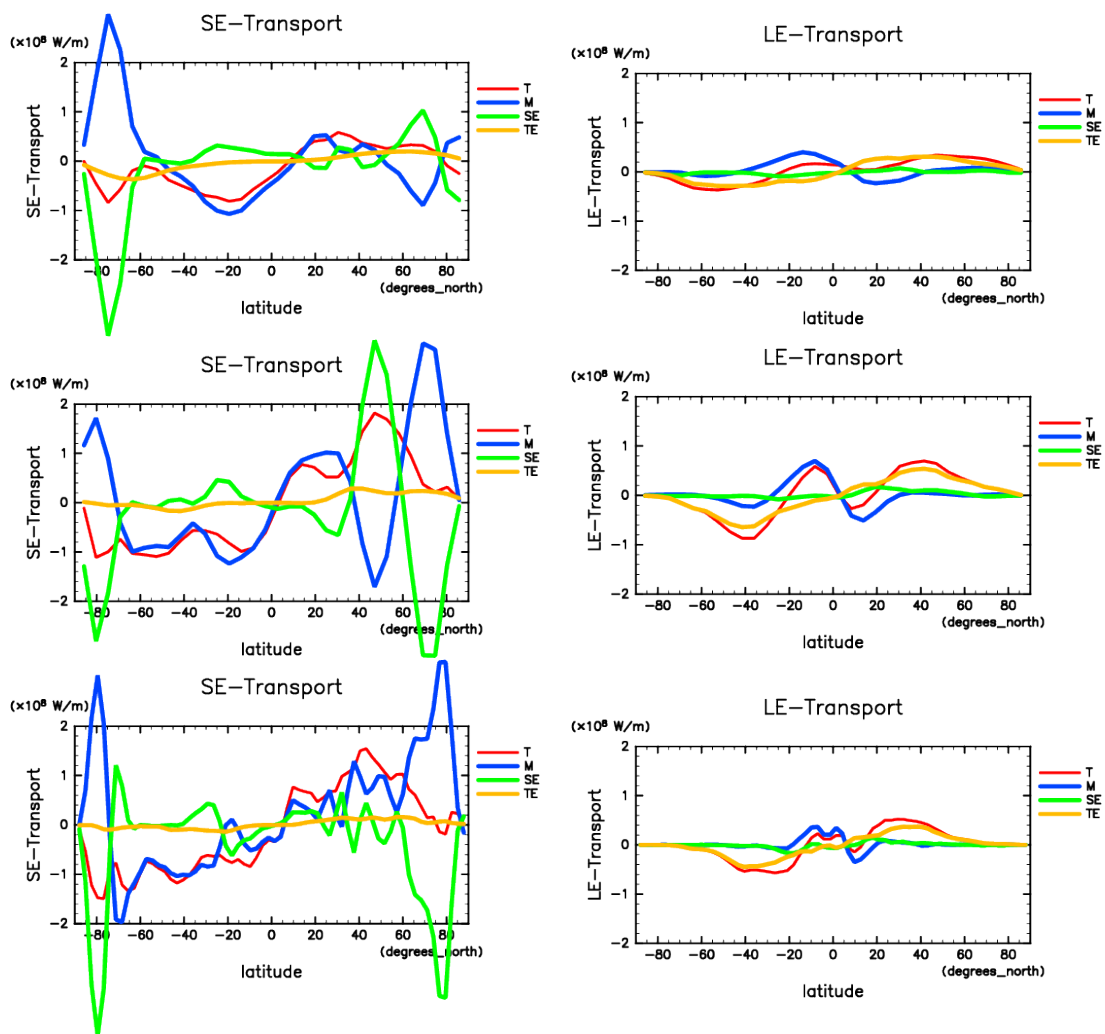 SE-Transport
(×10⁸ W/m)
T
M
SE
TE
SE-Transport
2
1
0
-1
-2
-80 -60 -40 -20 0 20 40 60 80
(degrees_north)
latitude
LE-Transport
(×10⁸ W/m)
T
M
SE
TE
LE-Transport
2
1
0
-1
-2
-80 -60 -40 -20 0 20 40 60 80
(degrees_north)
latitude
SE-Transport
(×10⁸ W/m)
T
M
SE
TE
SE-Transport
2
1
0
-1
-2
-80 -60 -40 -20 0 20 40 60 80
(degrees_north)
latitude
LE-Transport
(×10⁸ W/m)
T
M
SE
TE
LE-Transport
2
1
0
-1
-2
-80 -60 -40 -20 0 20 40 60 80
(degrees_north)
latitude
SE-Transport
(×10⁸ W/m)
T
M
SE
TE
SE-Transport
2
1
0
-1
-2
-80 -60 -40 -20 0 20 40 60 80
(degrees_north)
latitude
LE-Transport
(×10⁸ W/m)
T
M
SE
TE
LE-Transport
2
1
0
-1
-2
-80 -60 -40 -20 0 20 40 60 80
(degrees_north)
latitude